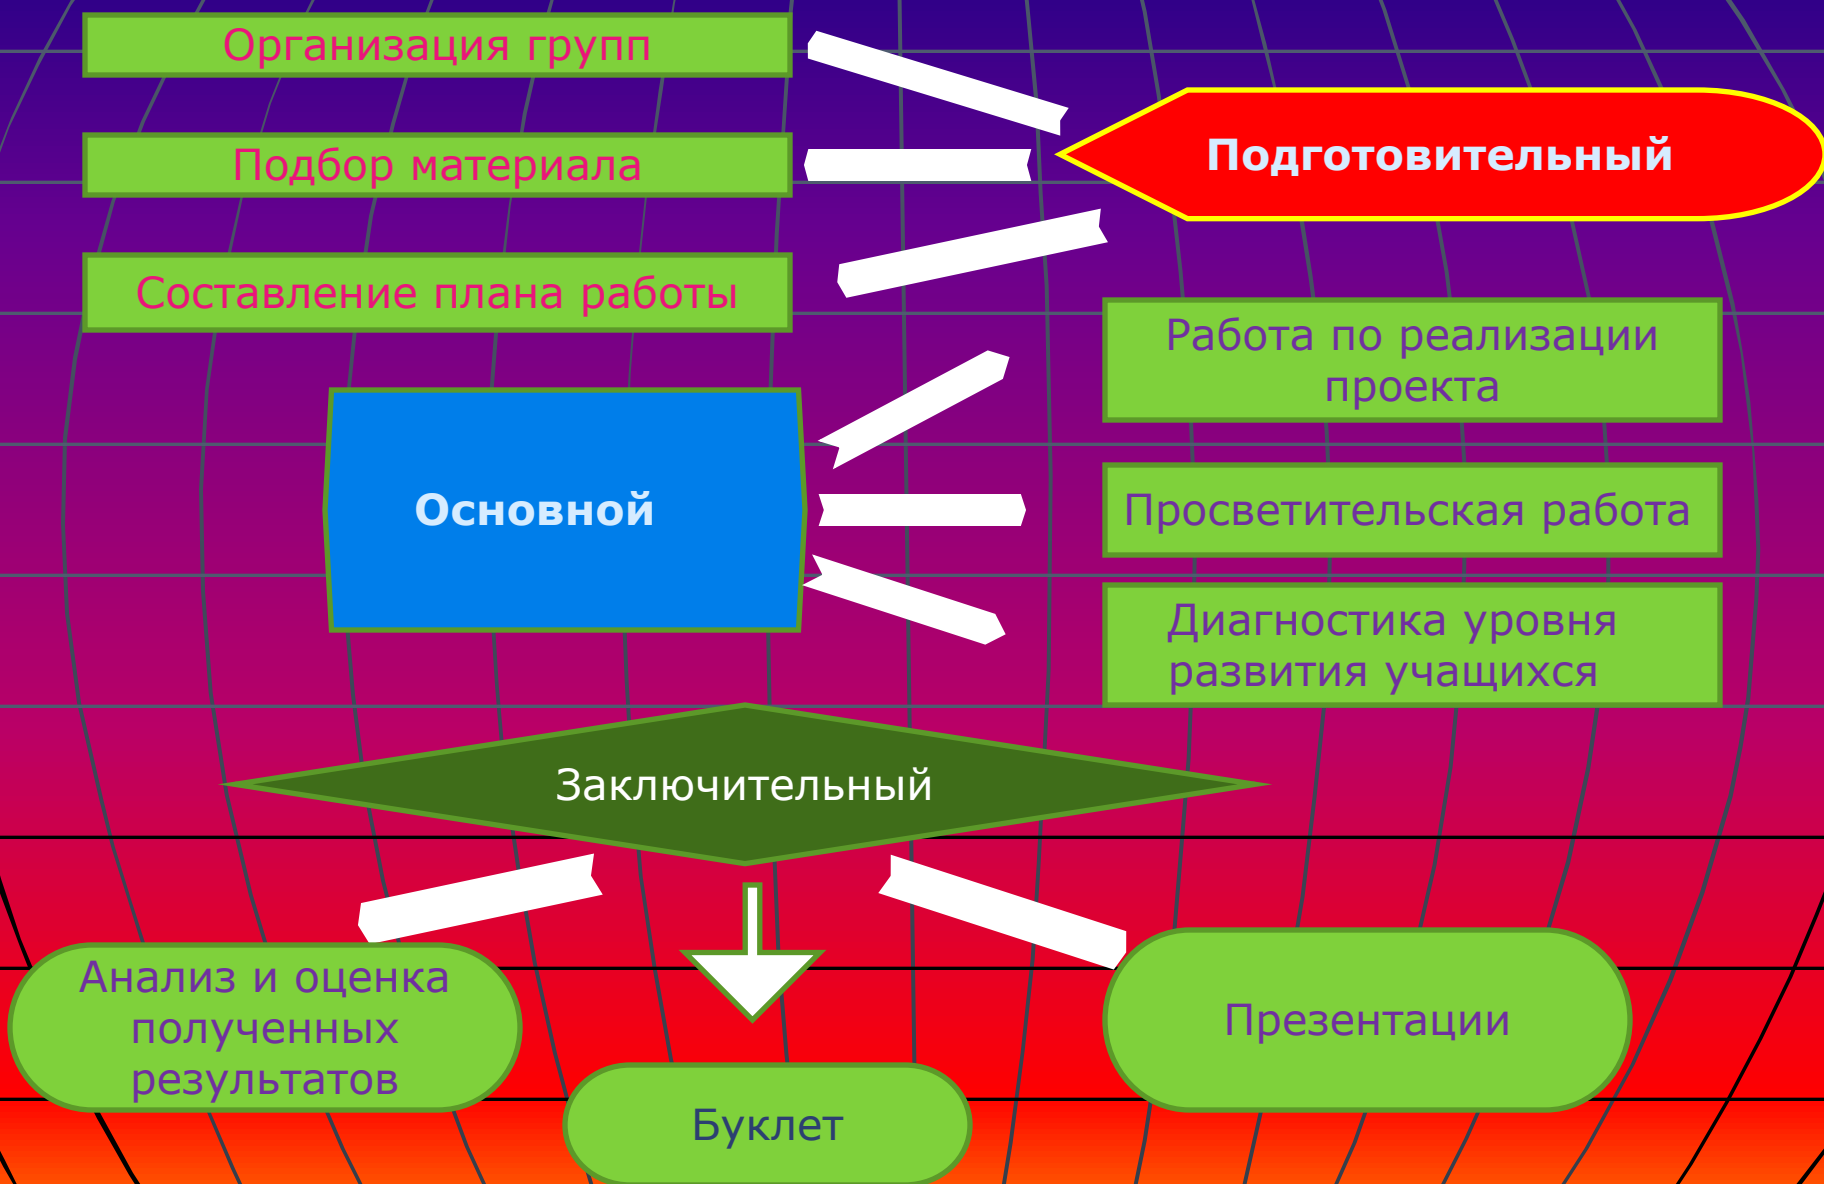 Организация групп
Подбор материала
Составление плана работы
Подготовительный
Основной
Работа по реализации
проекта
Просветительская работа
Диагностика уровня
развития учащихся
Заключительный
Анализ и оценка
полученных
результатов
Буклет
Презентации